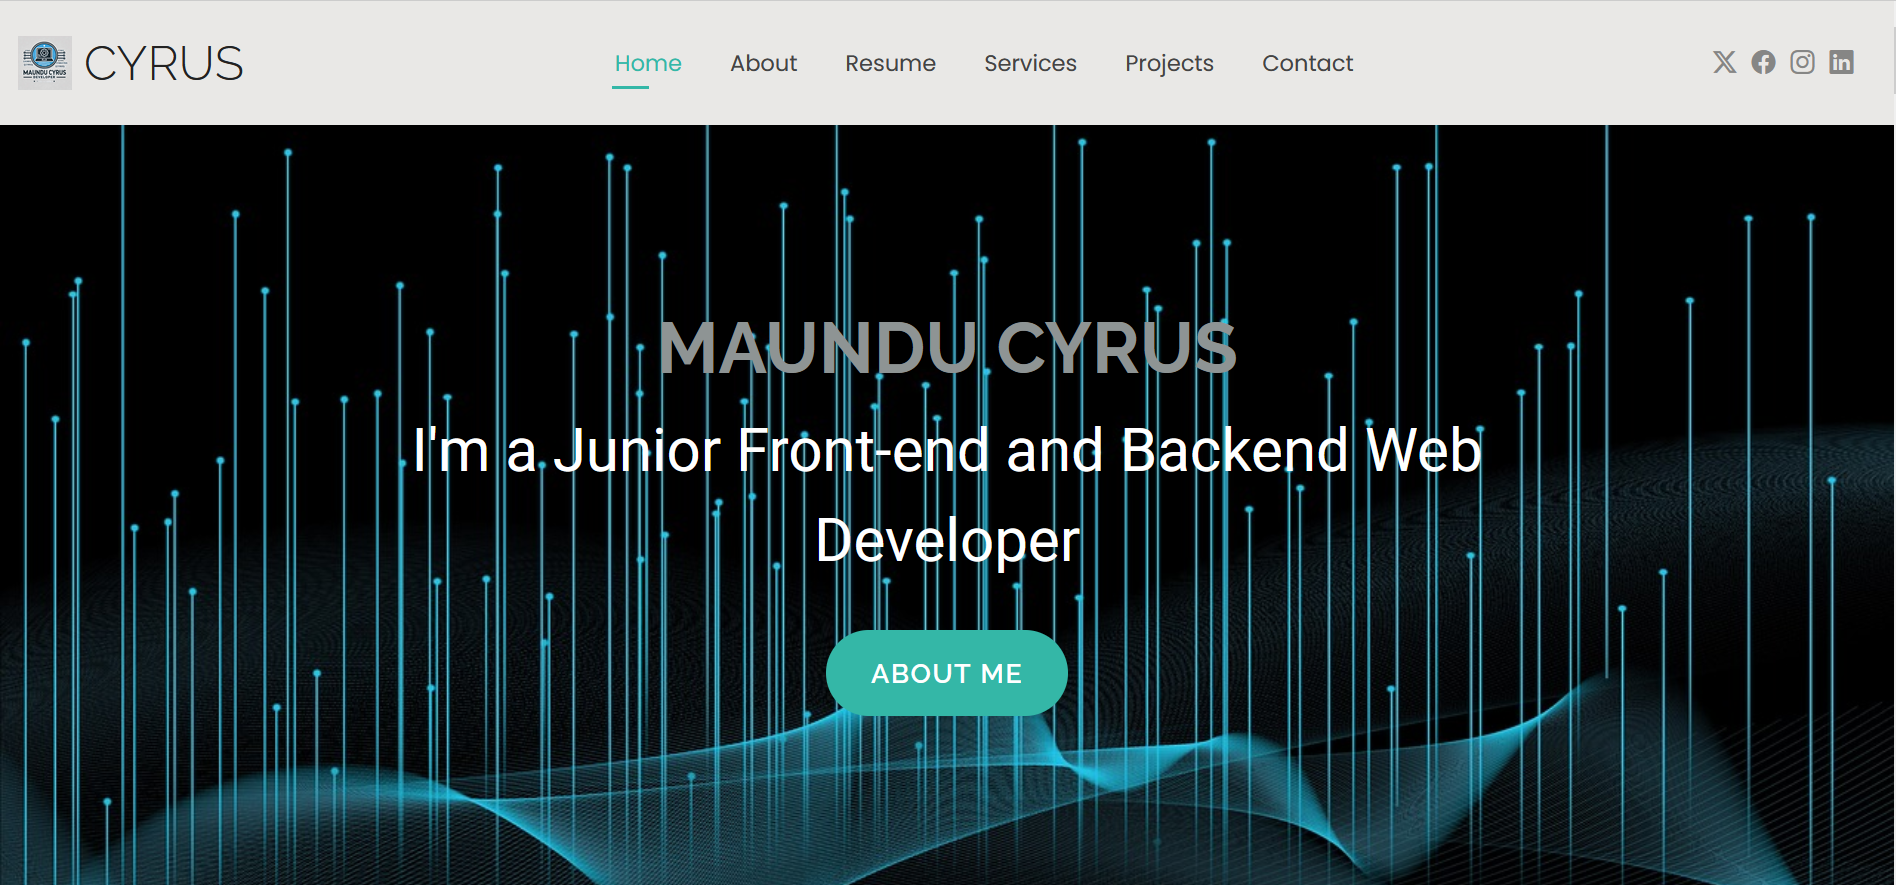 MAUNDU CYRUS
DEVELOPER
CYRUS
Home
About
Resume
Services
Projects
Contact
MAUNDU CYRUS
I'm a Junior Front-end and Backend Web
Developer
ABOUT ME